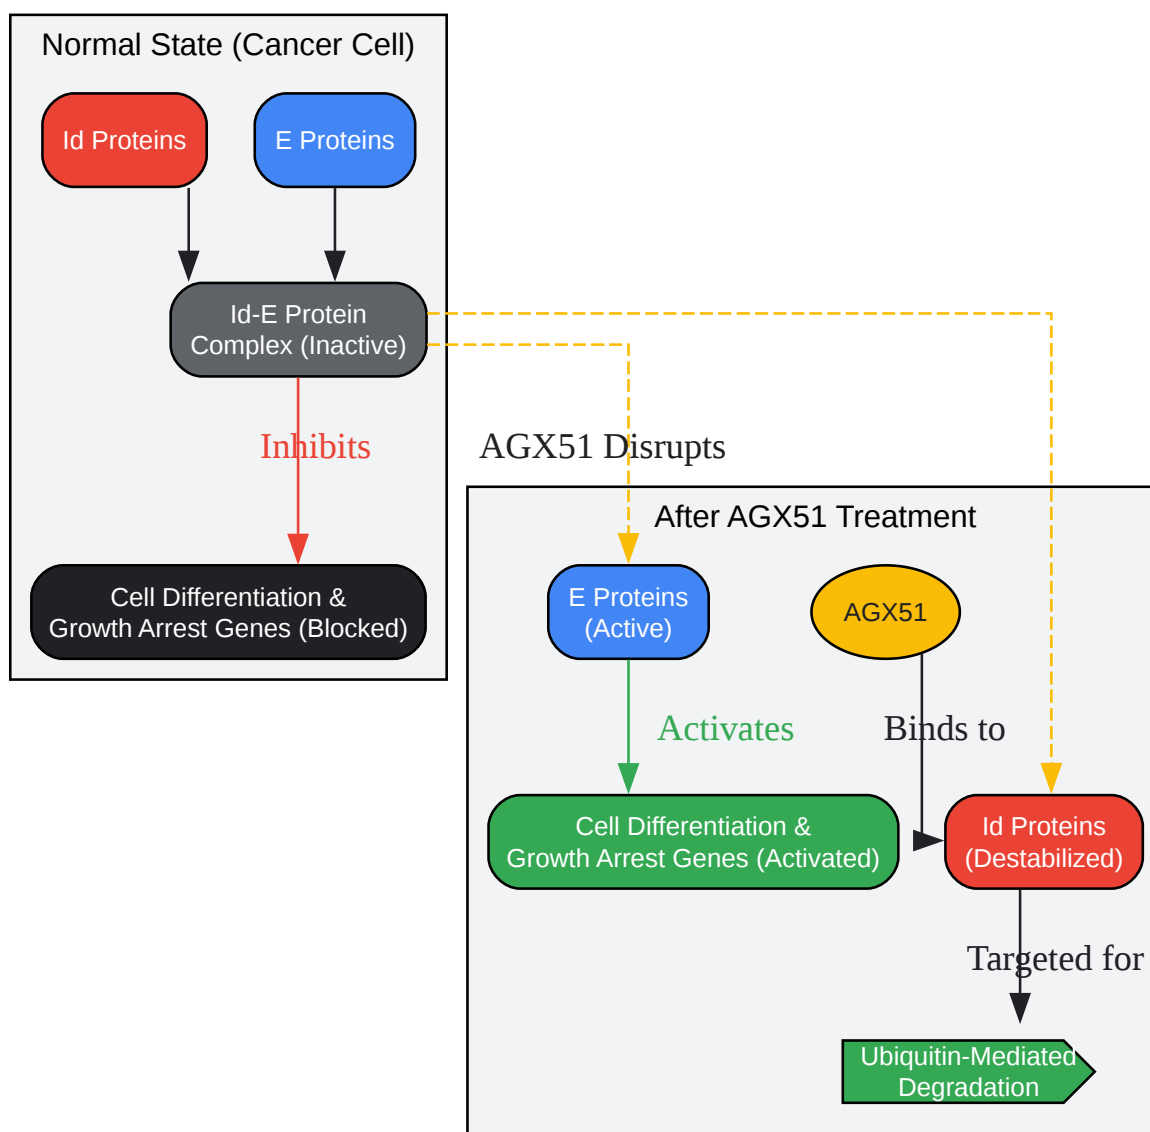 Normal State (Cancer Cell)
Id Proteins
E Proteins
Id-E Protein
Complex (Inactive)
Inhibits
AGX51 Disrupts
Cell Differentiation &
Growth Arrest Genes (Blocked)
After AGX51 Treatment
E Proteins
(Active)
AGX51
Activates
Binds to
Cell Differentiation &
Growth Arrest Genes (Activated)
Id Proteins
(Destabilized)
Targeted for
Ubiquitin-Mediated
Degradation